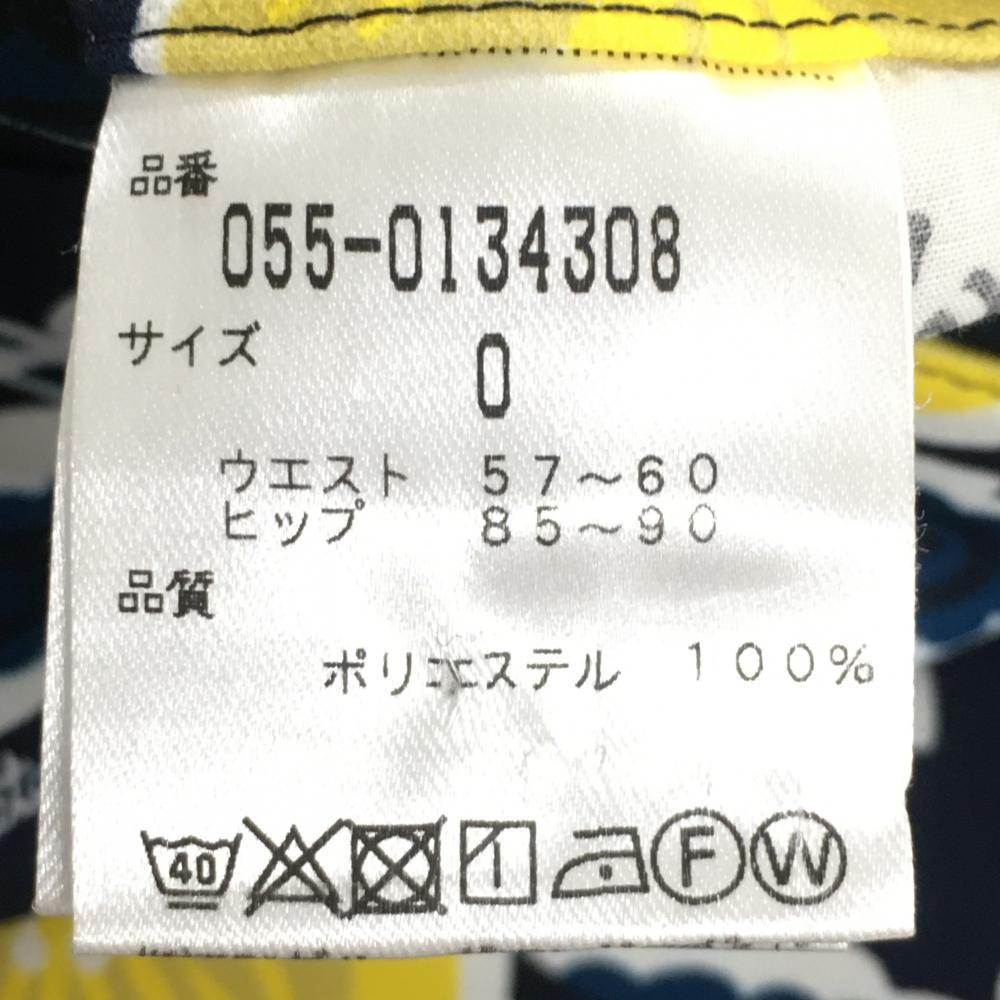 品番
055-0134308
サイズ 0
ウエスト 57～60
ヒップ 85～90
品質
ポリエステル 100%
40 F W